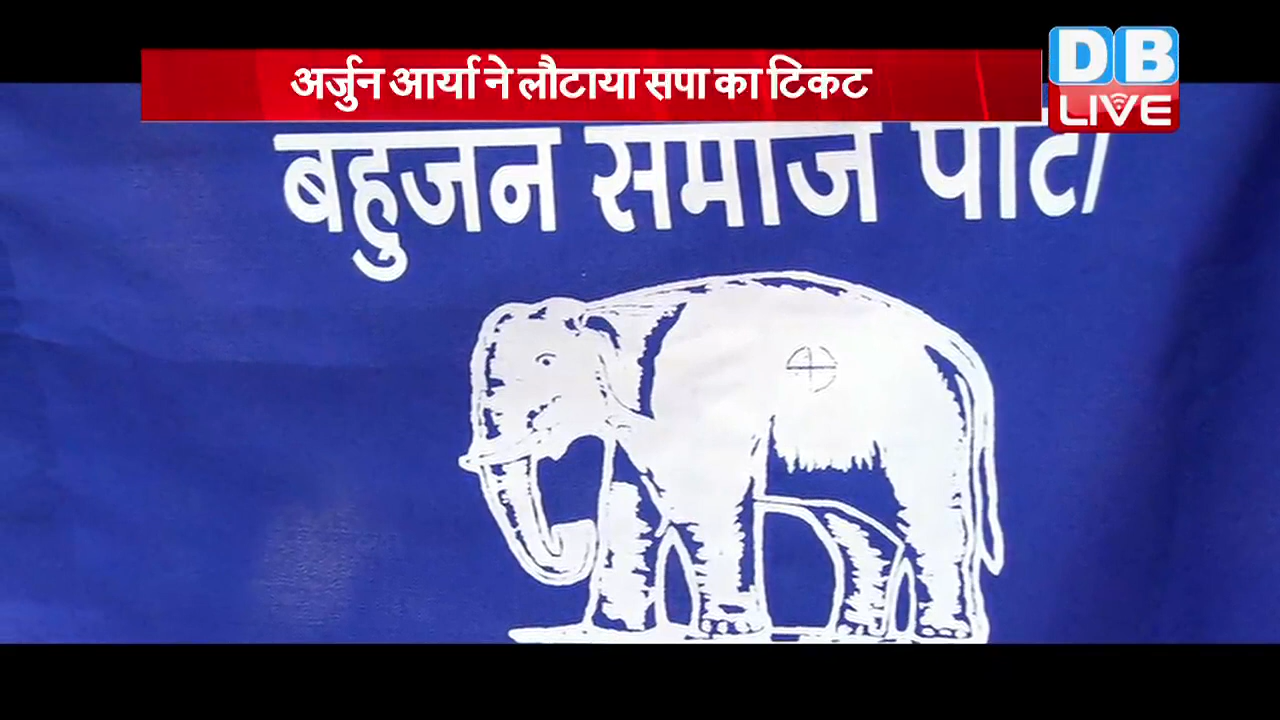 अर्जुन आर्या ने लौटाया सपा का टिकट
DB
LIVE
बहुजन समाज पार्टी